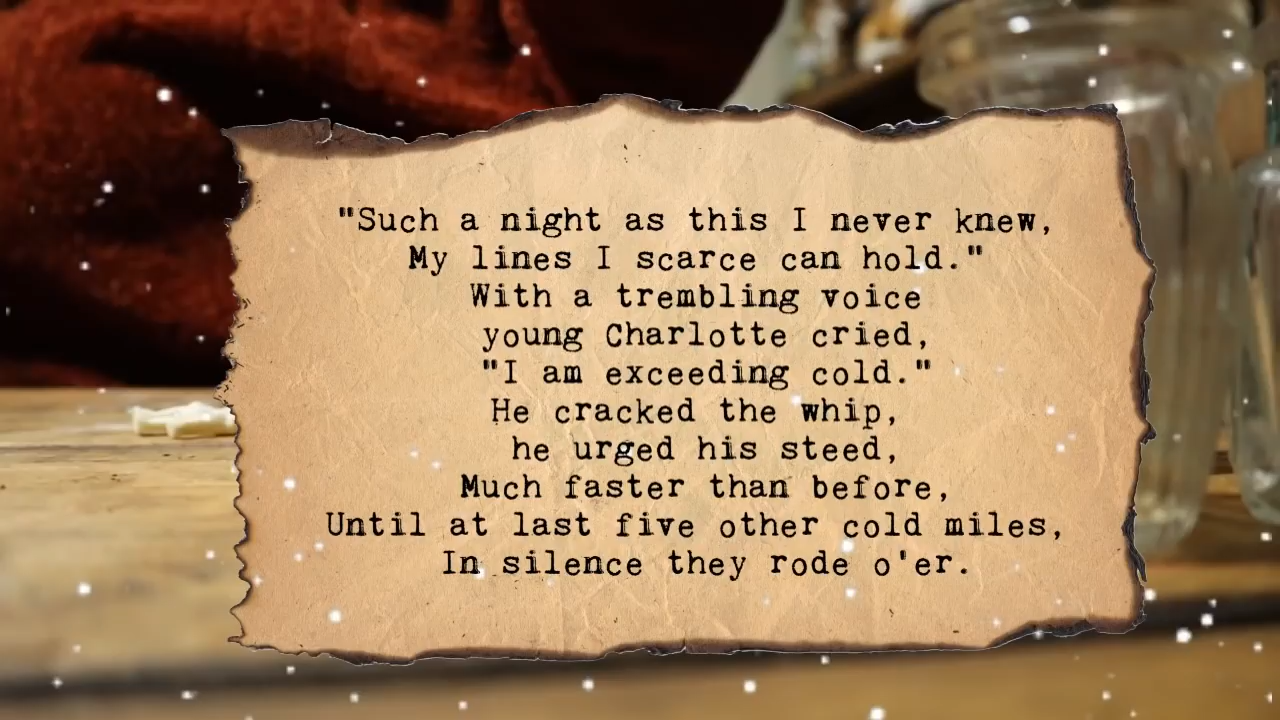 "Such a night as this I never knew,
My lines I scarce can hold."
With a trembling voice
young Charlotte cried,
"I am exceeding cold."
He cracked the whip,
he urged his steed,
Much faster than before,
Until at last five other cold miles,
In silence they rode o'er.